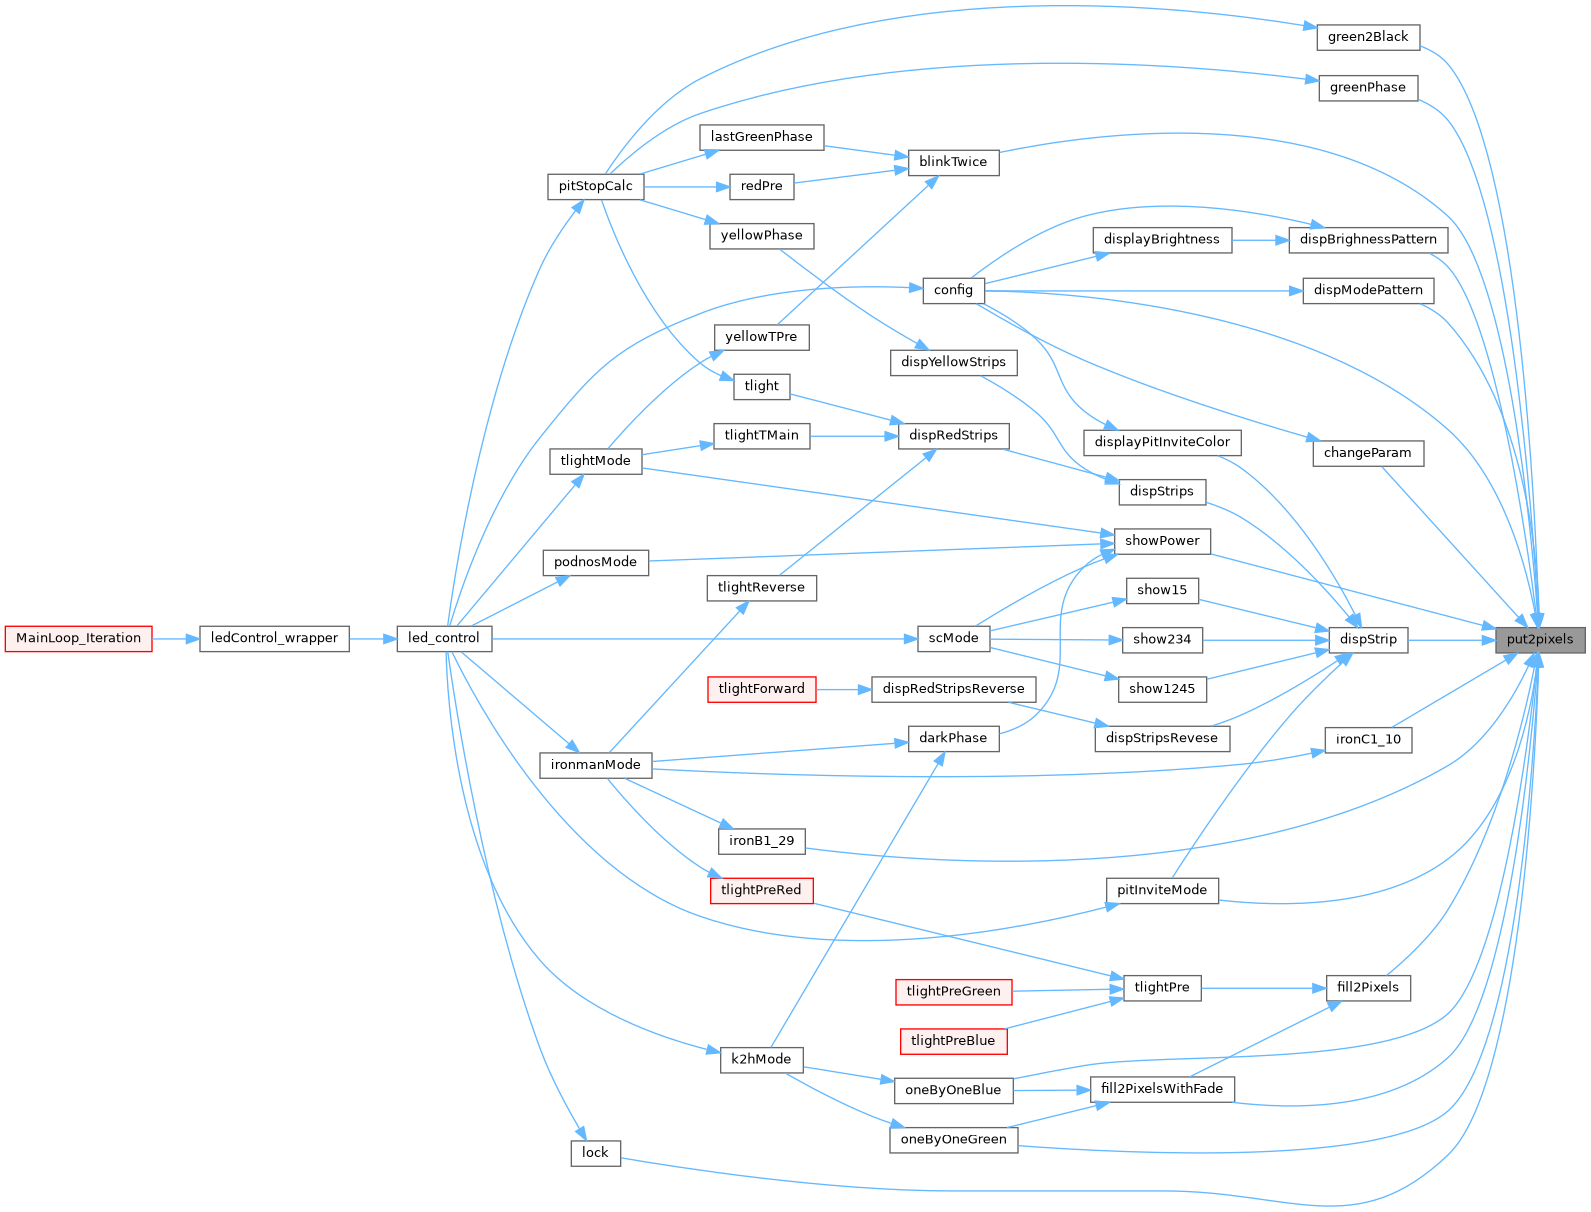 green2Black
greenPhase
lastGreenPhase
blinkTwice
pitStopCalc
redPre
yellowPhase
displayBrightness
dispBrighnessPattern
config
dispModePattern
yellowTPre
dispYellowStrips
tlight
tlightTMain
dispRedStrips
displayPitInviteColor
changeParam
tlightMode
dispStrips
showPower
podnosMode
tlightReverse
show15
MainLoop_Iteration
ledControl_wrapper
led_control
scMode
show234
dispStrip
put2pixels
tlightForward
dispRedStripsReverse
show1245
darkPhase
dispStripsRevese
ironC1_10
ironmanMode
ironB1_29
tlightPreRed
pitInviteMode
tlightPreGreen
tlightPre
fill2Pixels
tlightPreBlue
k2hMode
oneByOneBlue
fill2PixelsWithFade
oneByOneGreen
lock